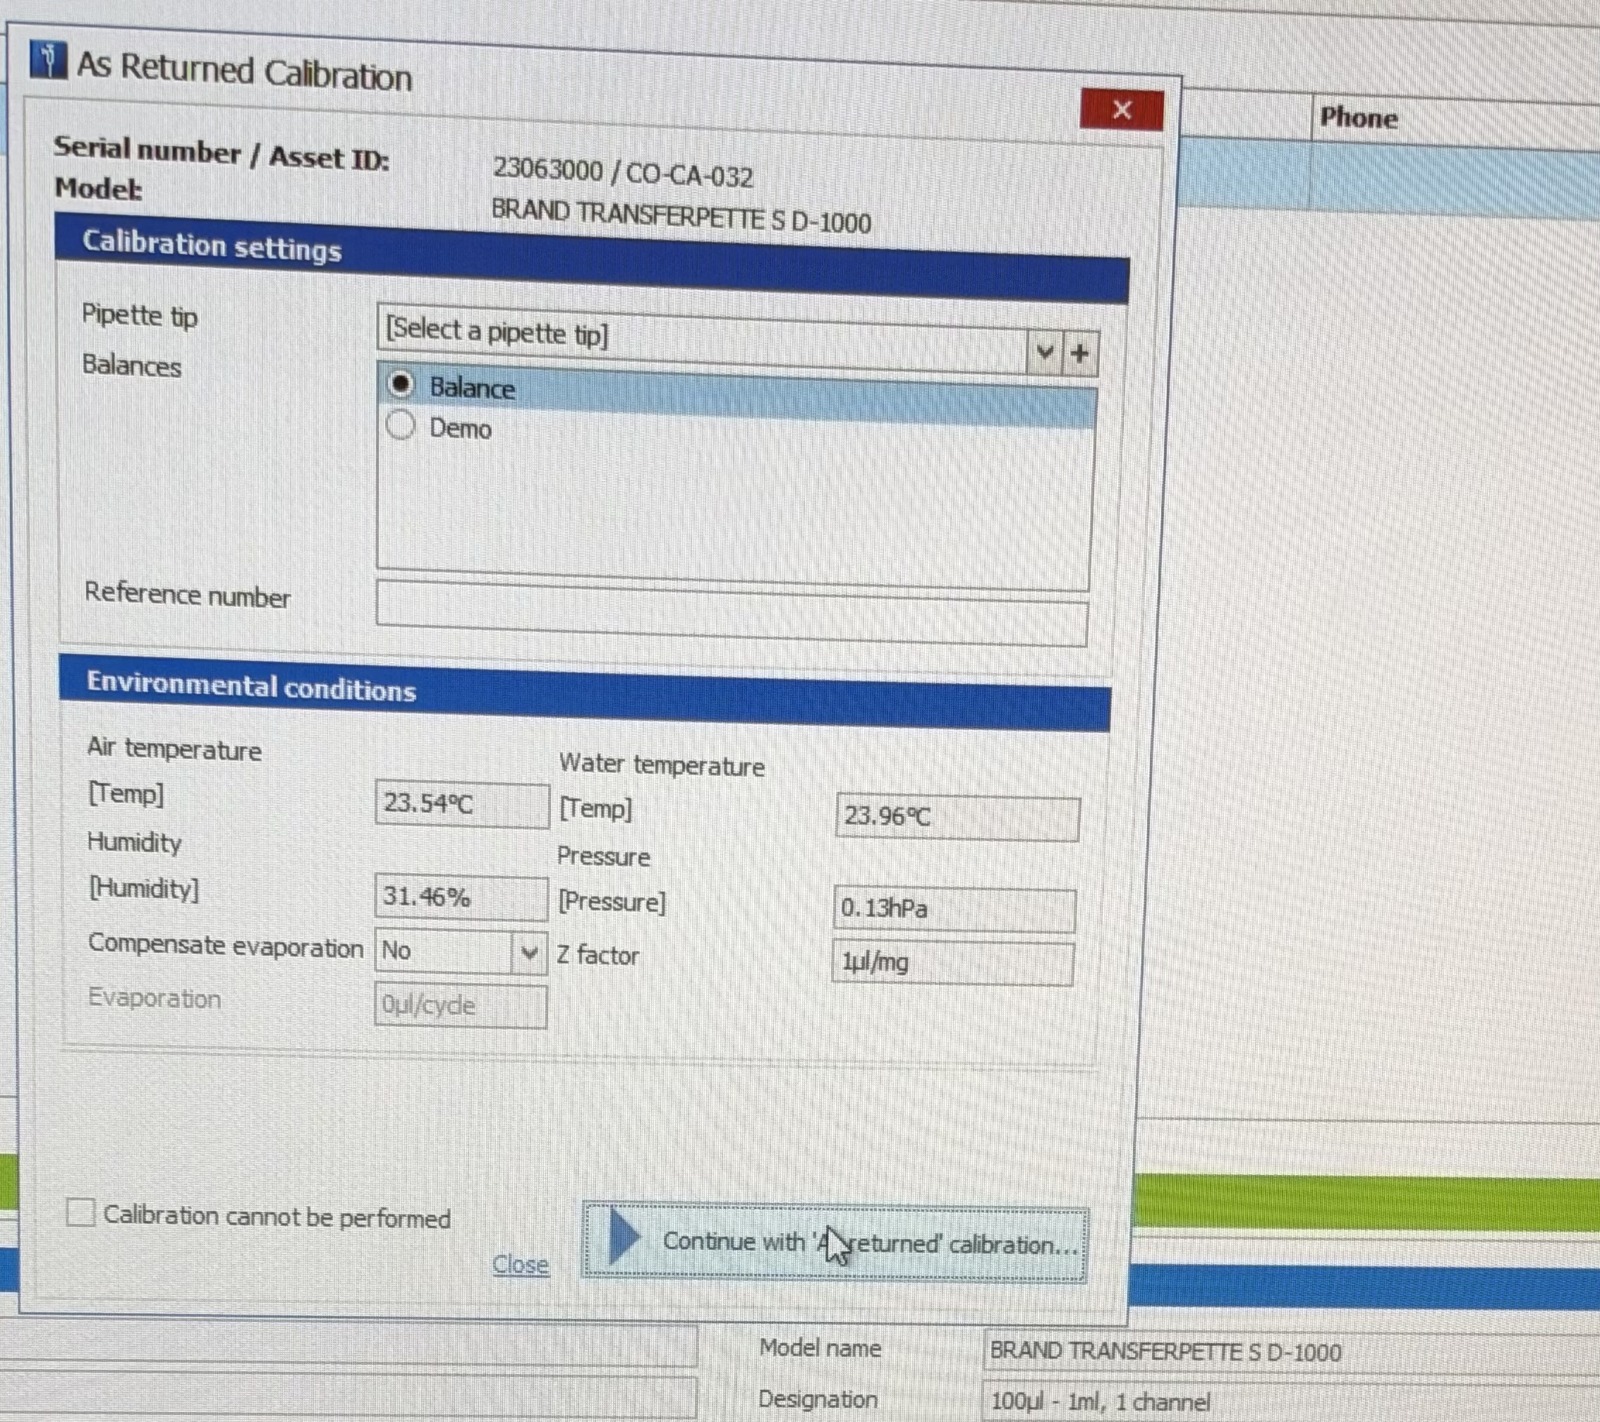 As Returned Calibration
Phone
Serial number / Asset ID: 23063000 / CO-CA-032
Model: BRAND TRANSFERPETTE S D-1000
Calibration settings
Pipette tip [Select a pipette tip]
Balances Balance
Demo
Reference number
Environmental conditions
Air temperature Water temperature
[Temp] 23.54°C [Temp] 23.96°C
Humidity Pressure
[Humidity] 31.46% [Pressure] 0.13hPa
Compensate evaporation No Z factor 1µl/mg
Evaporation 0µl/cycle
Calibration cannot be performed
Close
Continue with 'As returned' calibration...
Model name BRAND TRANSFERPETTE S D-1000
Designation 100µl - 1ml, 1 channel